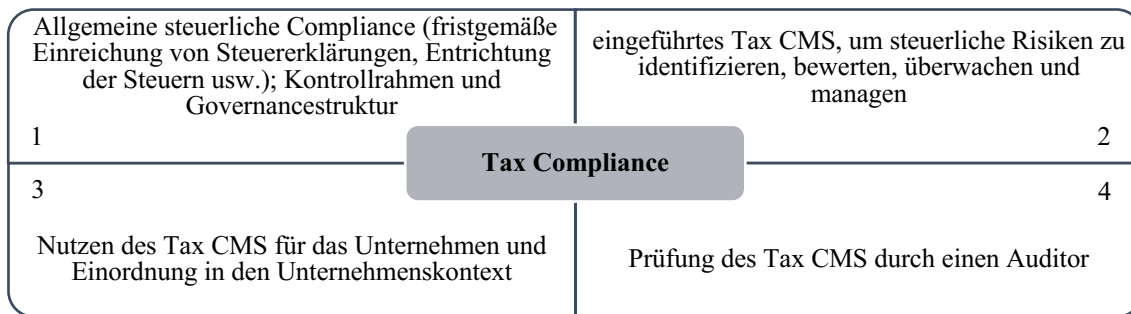 Allgemeine steuerliche Compliance (fristgemäße
Einreichung von Steuererklärungen, Entrichtung
der Steuern usw.); Kontrollrahmen und
Governancestruktur
1
eingeführtes Tax CMS, um steuerliche Risiken zu
identifizieren, bewerten, überwachen und
managen
2
Tax Compliance
3
Nutzen des Tax CMS für das Unternehmen und
Einordnung in den Unternehmenskontext
4
Prüfung des Tax CMS durch einen Auditor